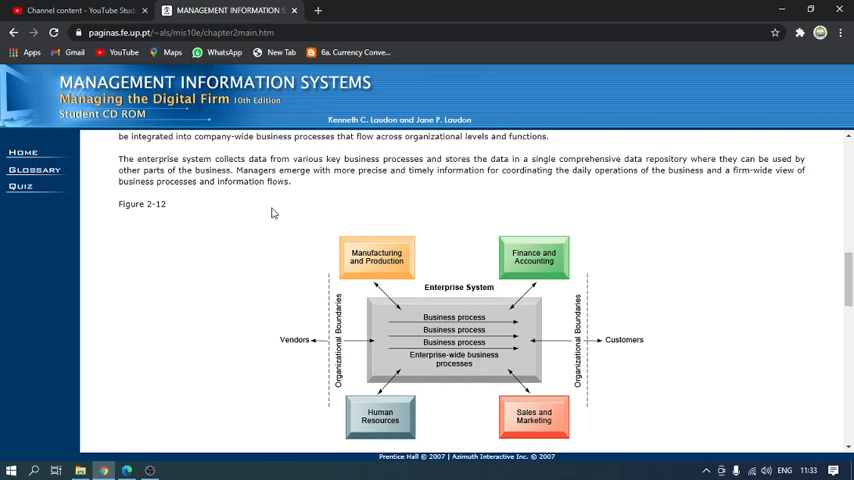 Channel content - YouTube Stud
MANAGEMENT INFORMATION S
paginas.fe.up.pt/~als/mis10e/chapter2main.htm
Apps
Gmail
YouTube
Maps
WhatsApp
New Tab
6a. Currency Conve...
MANAGEMENT INFORMATION SYSTEMS
Managing the Digital Firm 10th Edition
Student CD ROM
Kenneth C. Laudon and Jane P. Laudon
HOME
GLOSSARY
QUIZ
be integrated into company-wide business processes that flow across organizational levels and functions.
The enterprise system collects data from various key business processes and stores the data in a single comprehensive data repository where they can be used by
other parts of the business. Managers emerge with more precise and timely information for coordinating the daily operations of the business and a firm-wide view of
business processes and information flows.
Figure 2-12
Manufacturing
and Production
Finance and
Accounting
Enterprise System
Business process
Business process
Business process
Enterprise-wide business
processes
Vendors
Organizational Boundaries
Organizational Boundaries
Customers
Human
Resources
Sales and
Marketing
Prentice Hall © 2007 | Azimuth Interactive Inc. © 2007
ENG
11:33